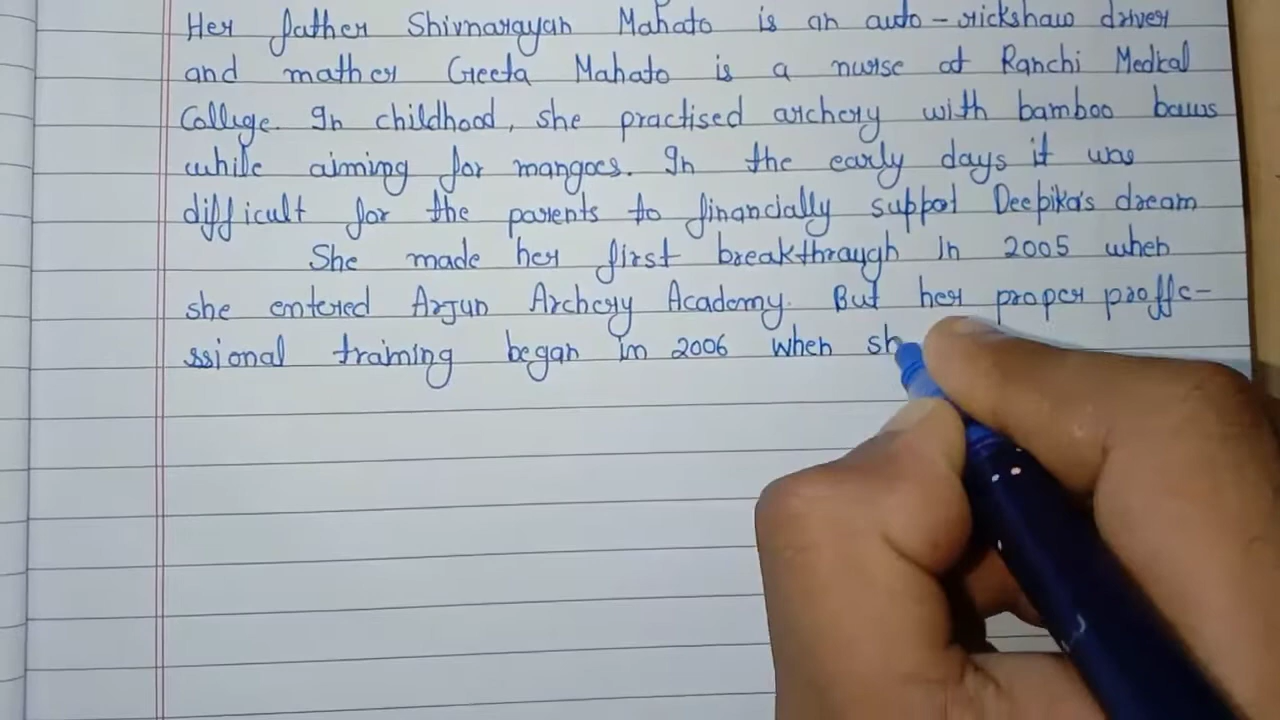 Her father Shivnarayan Mahato is an auto-rickshaw driver
and mather Geeta Mahato is a nurse at Ranchi Medical
College. In childhood, she practised archery with bamboo bows
while aiming for mangoes. In the early days it was
difficult for the parents to financially support Deepika's dream
She made her first breakthrough in 2005 when
she entered Arjun Archery Academy. But her proper proffe-
ssional training began in 2006 when sh